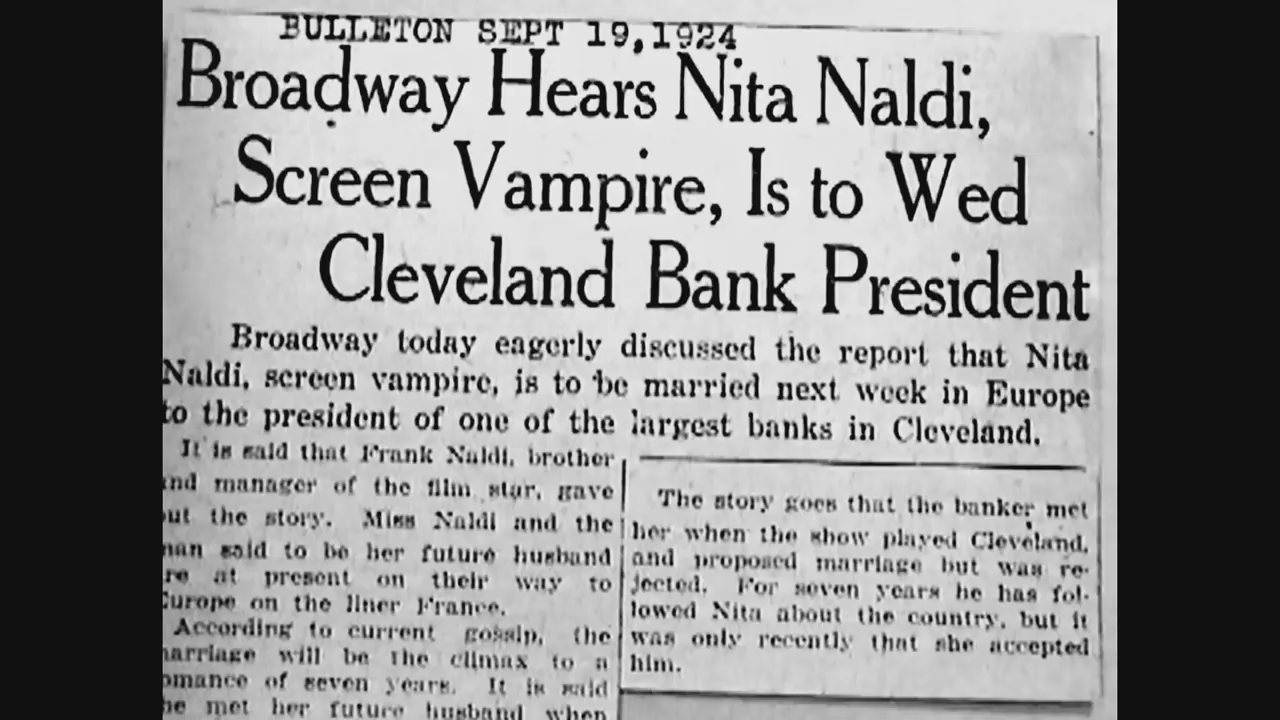 BULLETON SEPT 19, 1924
Broadway Hears Nita Naldi,
Screen Vampire, Is to Wed
Cleveland Bank President
Broadway today eagerly discussed the report that Nita
Naldi, screen vampire, is to be married next week in Europe
to the president of one of the largest banks in Cleveland.
It is said that Frank Naldi, brother
nd manager of the film star, gave
ut the story. Miss Naldi and the
nan said to be her future husband
re at present on their way to
Europe on the liner France.
According to current gossip, the
arriage will be the climax to a
omance of seven years. It is said
he met her future husband when
The story goes that the banker met
her when the show played Cleveland,
and proposed marriage but was re-
jected. For seven years he has fol-
lowed Nita about the country, but it
was only recently that she accepted
him.